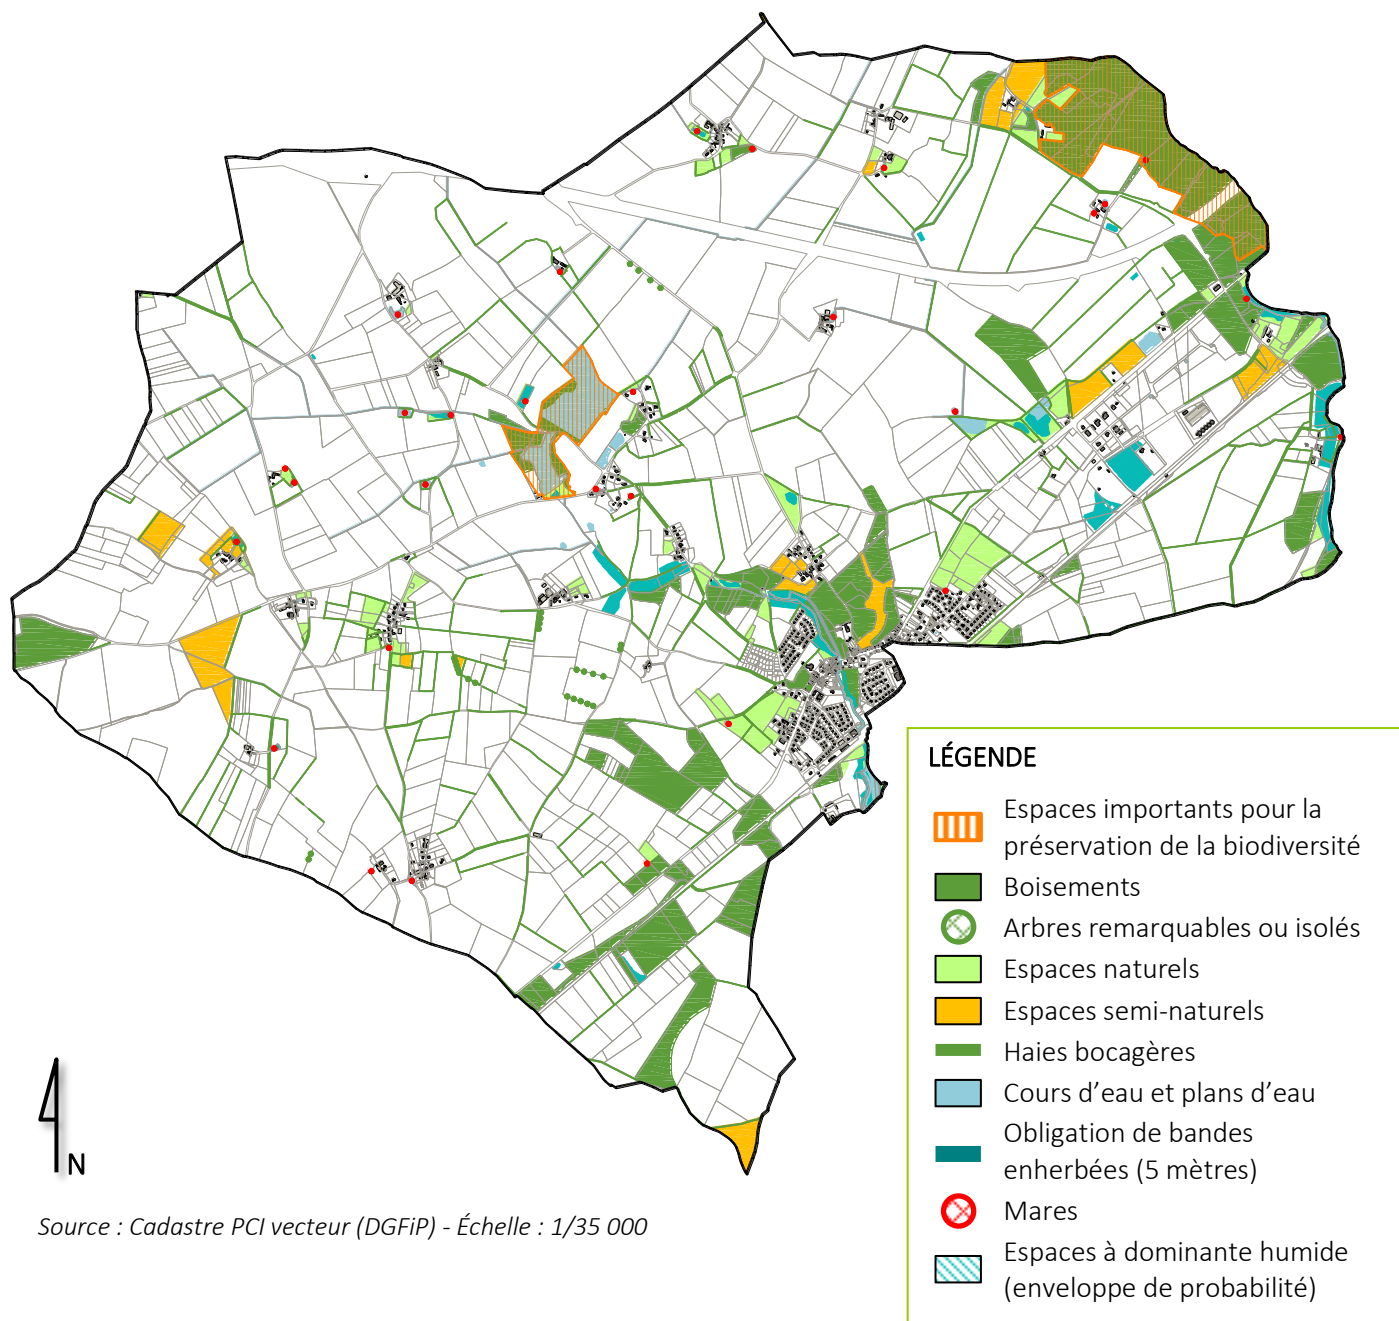 LÉGENDE
Espaces importants pour la
préservation de la biodiversité
Boisements
Arbres remarquables ou isolés
Espaces naturels
Espaces semi-naturels
Haies bocagères
Cours d’eau et plans d’eau
Obligation de bandes
enherbées (5 mètres)
Mares
Espaces à dominante humide
(enveloppe de probabilité)
N
Source : Cadastre PCI vecteur (DGFiP) - Échelle : 1/35 000